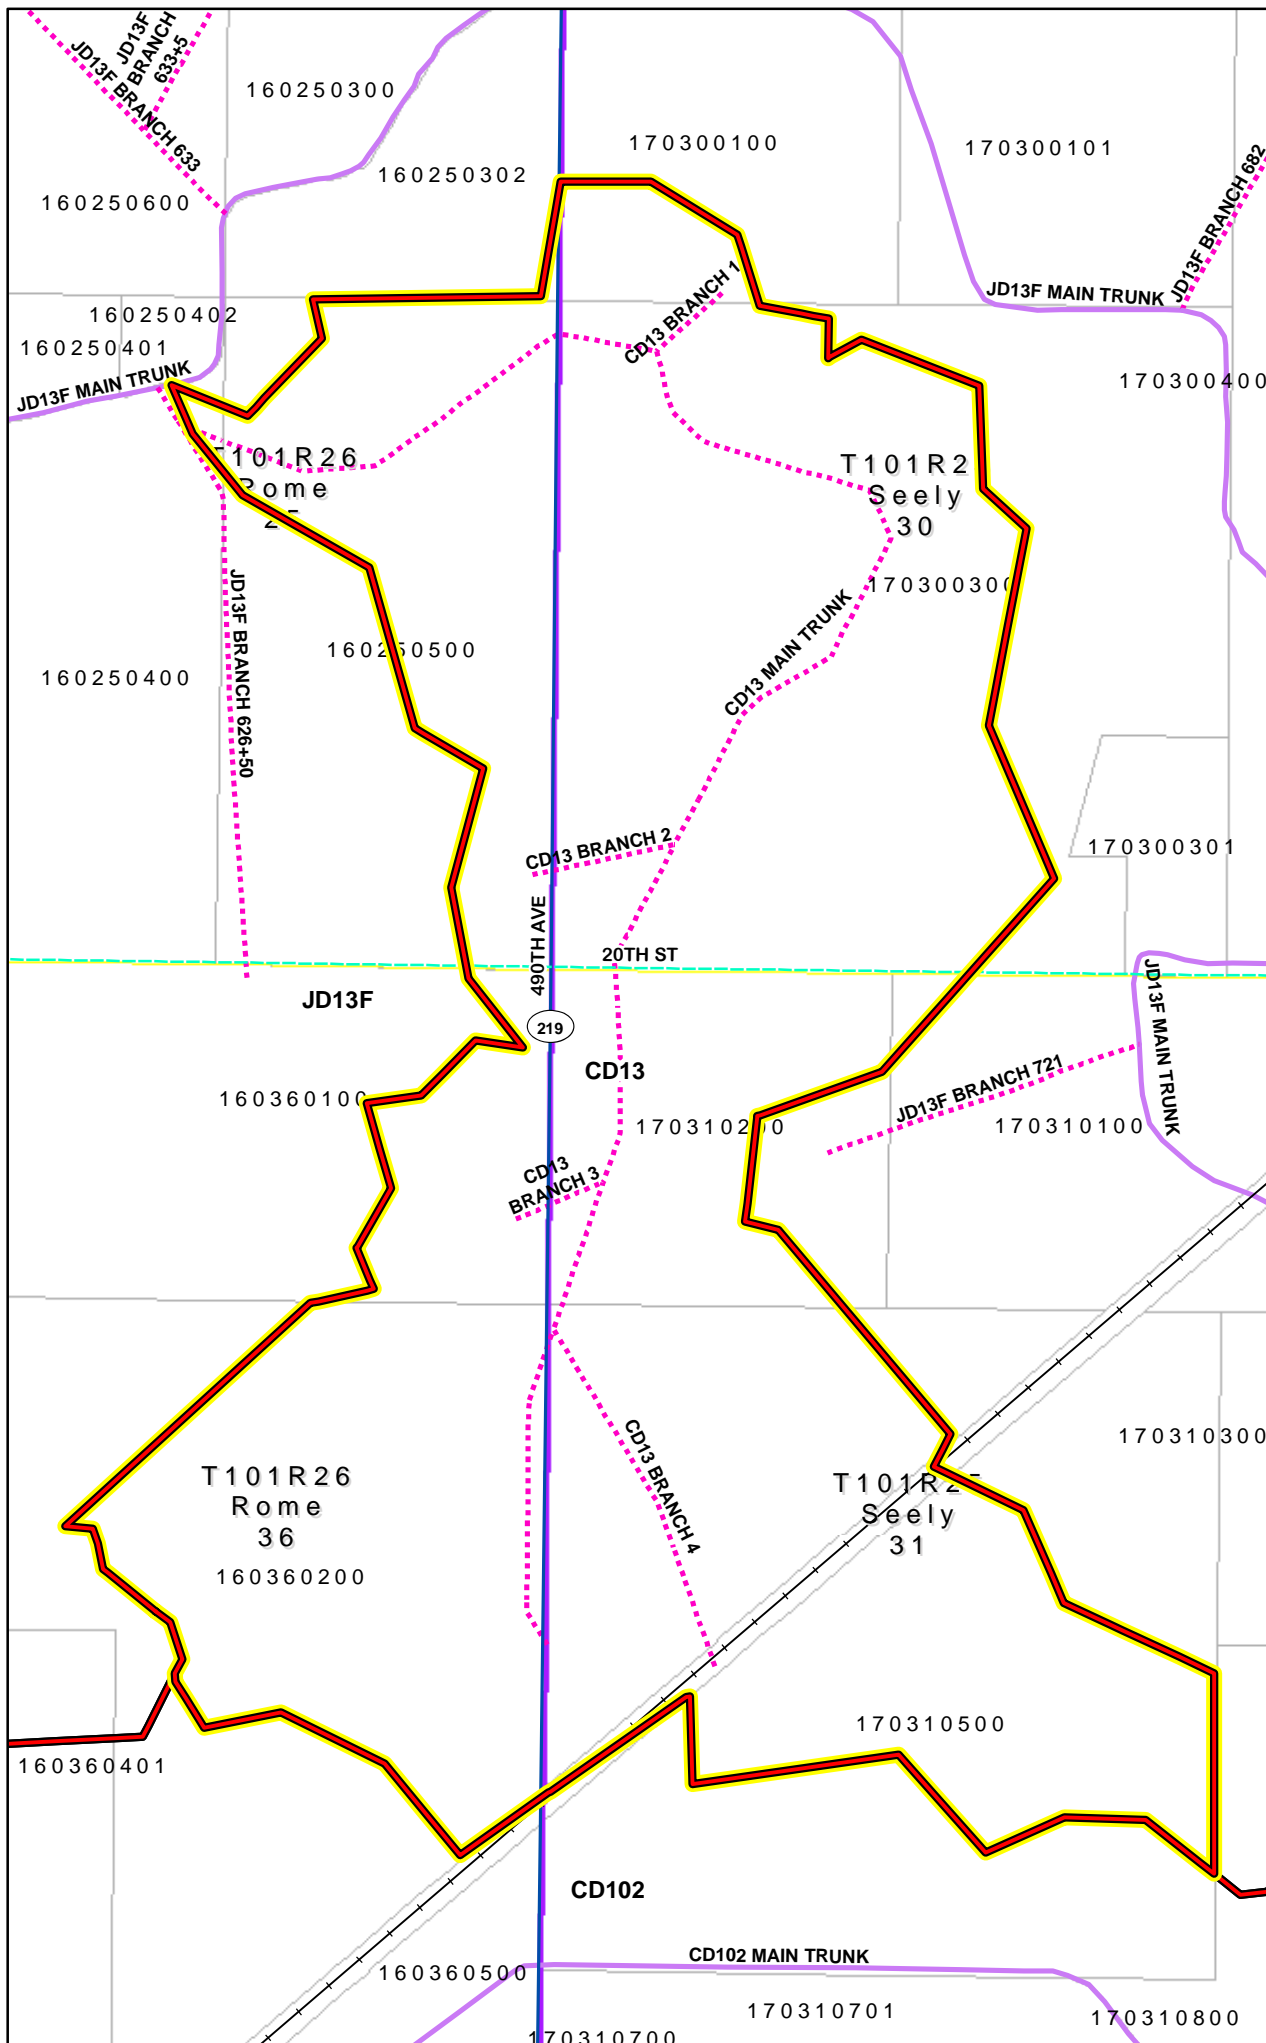 JD13F
BRANCH
633+5
JD13F BRANCH 633
160250300
170300100
170300101
160250302
160250600
JD13F BRANCH 682
CD13 BRANCH 1
JD13F MAIN TRUNK
160250402
160250401
JD13F MAIN TRUNK
170300400
T101R26
Rome
25
T101R2
Seely
30
170300300
JD13F BRANCH 626+50
CD13 MAIN TRUNK
160250500
160250400
CD13 BRANCH 2
170300301
490TH AVE
20TH ST
JD13F
219
CD13
JD13F MAIN TRUNK
JD13F BRANCH 721
160360100
170310200
170310100
CD13
BRANCH 3
CD13 BRANCH 4
170310300
T101R26
Rome
36
T101R25
Seely
31
160360200
170310500
160360401
CD102
CD102 MAIN TRUNK
160360500
170310701
170310800
170310700